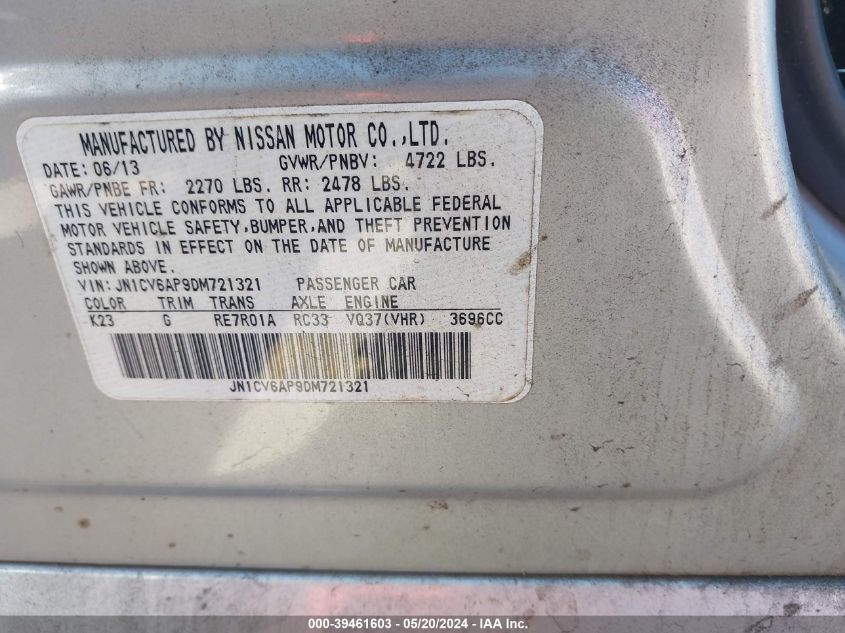 MANUFACTURED BY NISSAN MOTOR CO.,LTD.
DATE: 06/13 GVWR/PNBV: 4722 LBS.
GAWR/PNBE FR: 2270 LBS. RR: 2478 LBS.
THIS VEHICLE CONFORMS TO ALL APPLICABLE FEDERAL
MOTOR VEHICLE SAFETY,BUMPER,AND THEFT PREVENTION
STANDARDS IN EFFECT ON THE DATE OF MANUFACTURE
SHOWN ABOVE.
VIN: JN1CV6AP9DM721321 PASSENGER CAR
COLOR TRIM TRANS AXLE ENGINE
K23 G RE7R01A RC33 VQ37(VHR) 3696CC
JN1CV6AP9DM721321
000-39461603 - 05/20/2024 - IAA Inc.